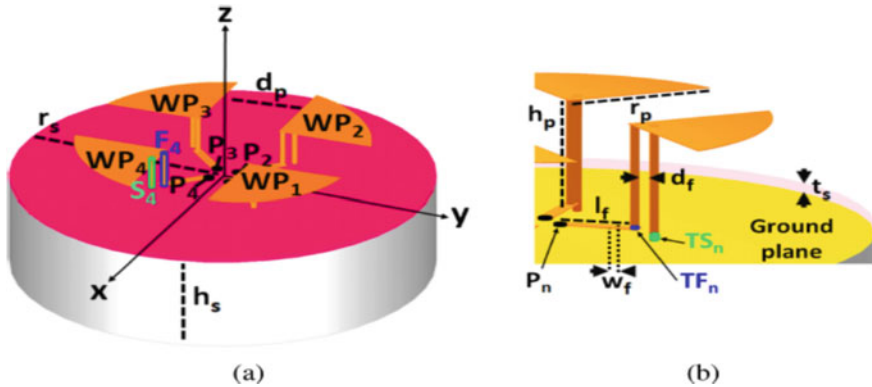 z
d_p
r_s
WP_3
WP_2
F_4
P_3
P_2
WP_4
WP_1
S_4
P_4
y
x
h_s
(a)
h_p
r_p
d_f
t_s
l_f
Ground
plane
TS_n
P_n
w_f
TF_n
(b)